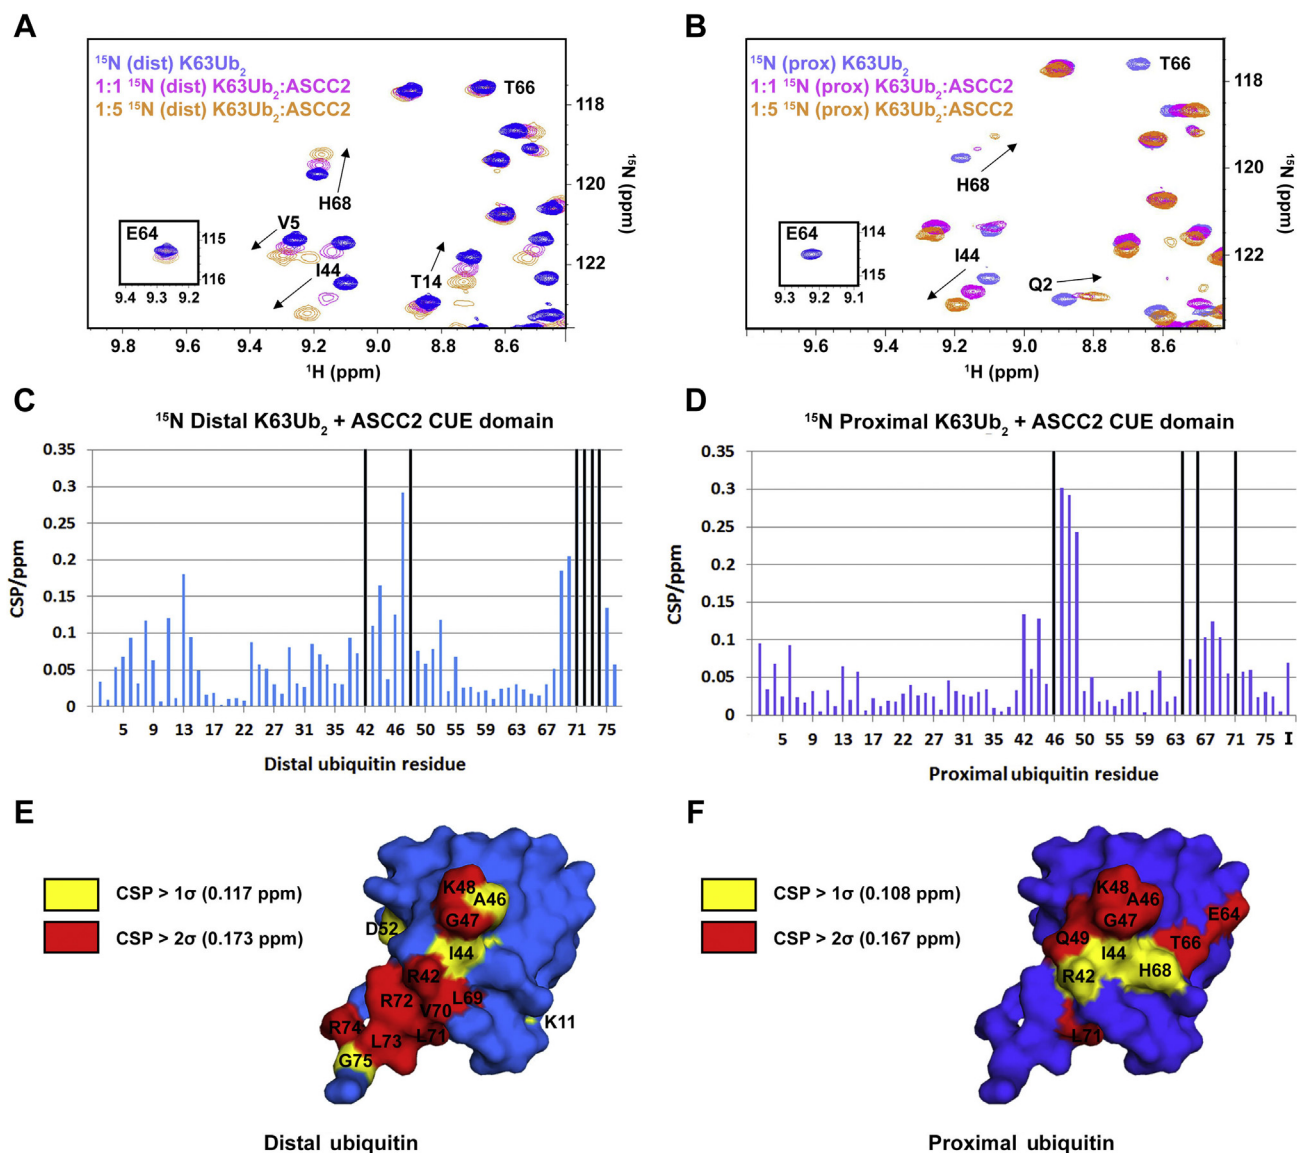 A
¹⁵N (dist) K63Ub₂
1:1 ¹⁵N (dist) K63Ub₂:ASCC2
1:5 ¹⁵N (dist) K63Ub₂:ASCC2
T66
H68
V5
I44
T14
E64
115
116
9.4 9.3 9.2
118
120
122
¹⁵N (ppm)
9.8 9.6 9.4 9.2 9.0 8.8 8.6
¹H (ppm)
B
¹⁵N (prox) K63Ub₂
1:1 ¹⁵N (prox) K63Ub₂:ASCC2
1:5 ¹⁵N (prox) K63Ub₂:ASCC2
T66
H68
I44
Q2
E64
114
115
9.3 9.2 9.1
118
120
122
¹⁵N (ppm)
9.6 9.4 9.2 9.0 8.8 8.6
¹H (ppm)
C
¹⁵N Distal K63Ub₂ + ASCC2 CUE domain
CSP/ppm
0.35
0.3
0.25
0.2
0.15
0.1
0.05
0
5 9 13 17 22 27 31 37 42 46 50 55 59 63 67 71 75
Distal ubiquitin residue
D
¹⁵N Proximal K63Ub₂ + ASCC2 CUE domain
CSP/ppm
0.35
0.3
0.25
0.2
0.15
0.1
0.05
0
5 9 13 17 22 27 31 35 42 46 50 55 59 63 67 71 75 I
Proximal ubiquitin residue
E
CSP > 1σ (0.117 ppm)
CSP > 2σ (0.173 ppm)
K48
A46
G47
D52
I44
R42
R72
L69
V70
R74
L73
L71
K11
G75
Distal ubiquitin
F
CSP > 1σ (0.108 ppm)
CSP > 2σ (0.167 ppm)
K48
A46
G47
E64
Q49
T66
I44
R42
H68
L71
Proximal ubiquitin